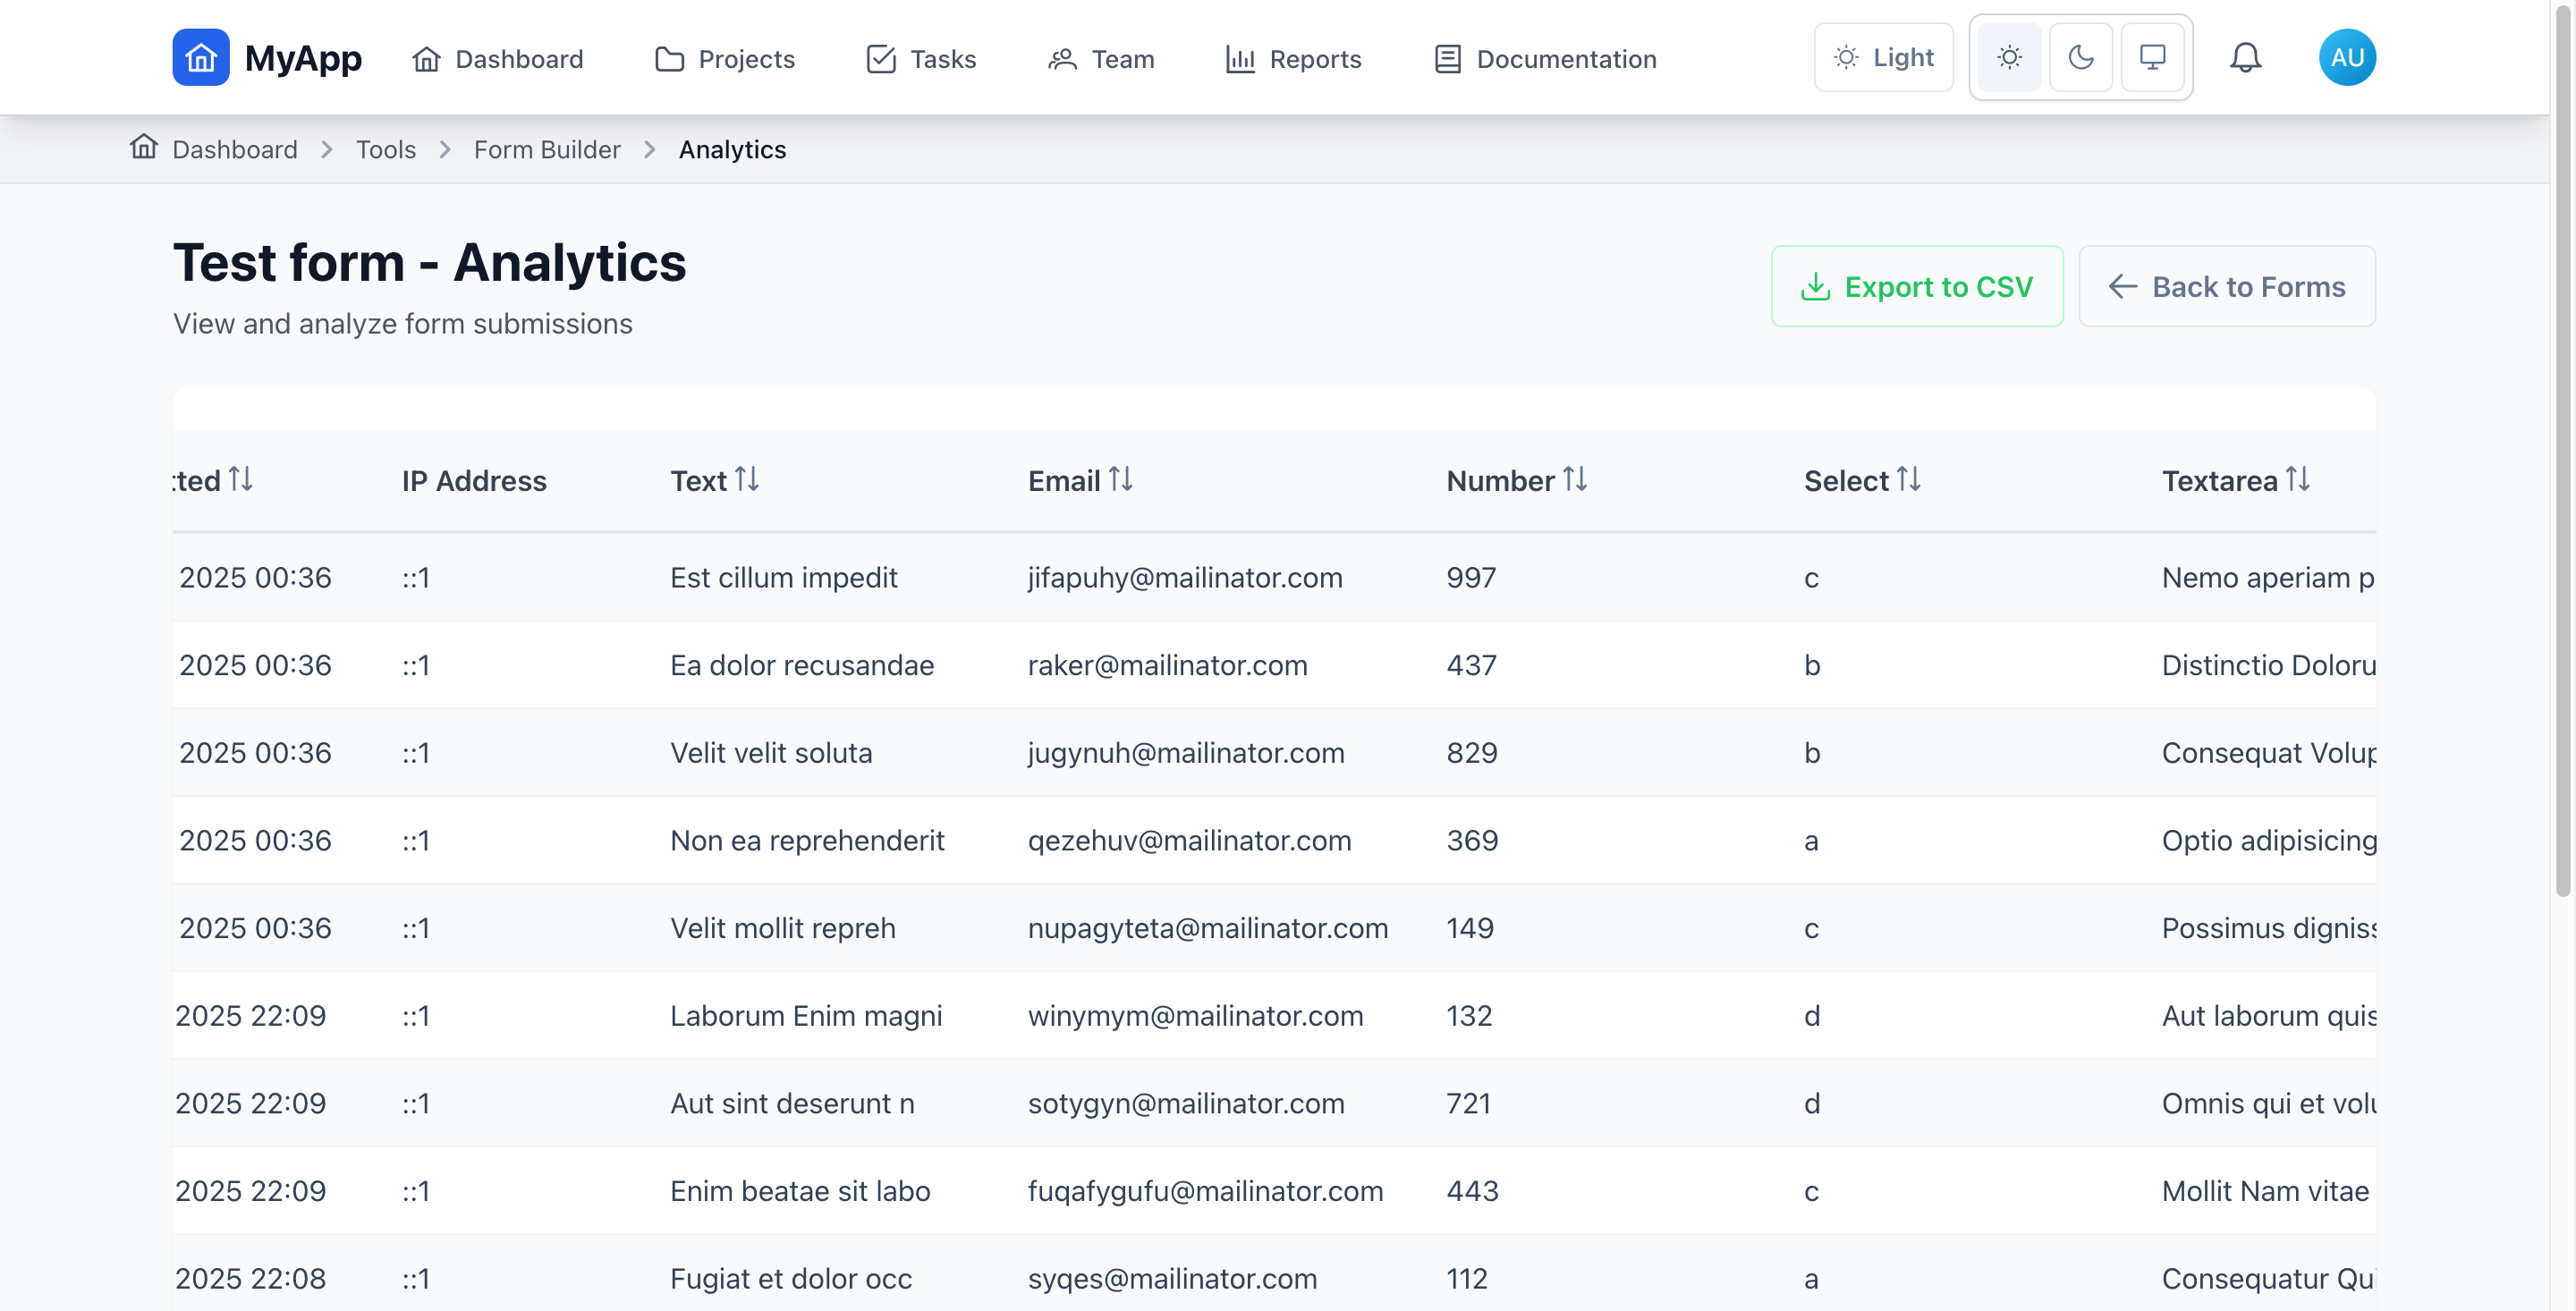 MyApp Dashboard Projects Tasks Team Reports Documentation Light AU
Dashboard > Tools > Form Builder > Analytics
Test form - Analytics
View and analyze form submissions
Export to CSV Back to Forms
tted IP Address Text Email Number Select Textarea
2025 00:36 ::1 Est cillum impedit jifapuhy@mailinator.com 997 c Nemo aperiam p
2025 00:36 ::1 Ea dolor recusandae raker@mailinator.com 437 b Distinctio Doloru
2025 00:36 ::1 Velit velit soluta jugynuh@mailinator.com 829 b Consequat Volup
2025 00:36 ::1 Non ea reprehenderit qezehuv@mailinator.com 369 a Optio adipisicing
2025 00:36 ::1 Velit mollit repreh nupagyteta@mailinator.com 149 c Possimus digniss
2025 22:09 ::1 Laborum Enim magni winymym@mailinator.com 132 d Aut laborum quis
2025 22:09 ::1 Aut sint deserunt n sotygyn@mailinator.com 721 d Omnis qui et volu
2025 22:09 ::1 Enim beatae sit labo fuqafygufu@mailinator.com 443 c Mollit Nam vitae
2025 22:08 ::1 Fugiat et dolor occ syqes@mailinator.com 112 a Consequatur Qui